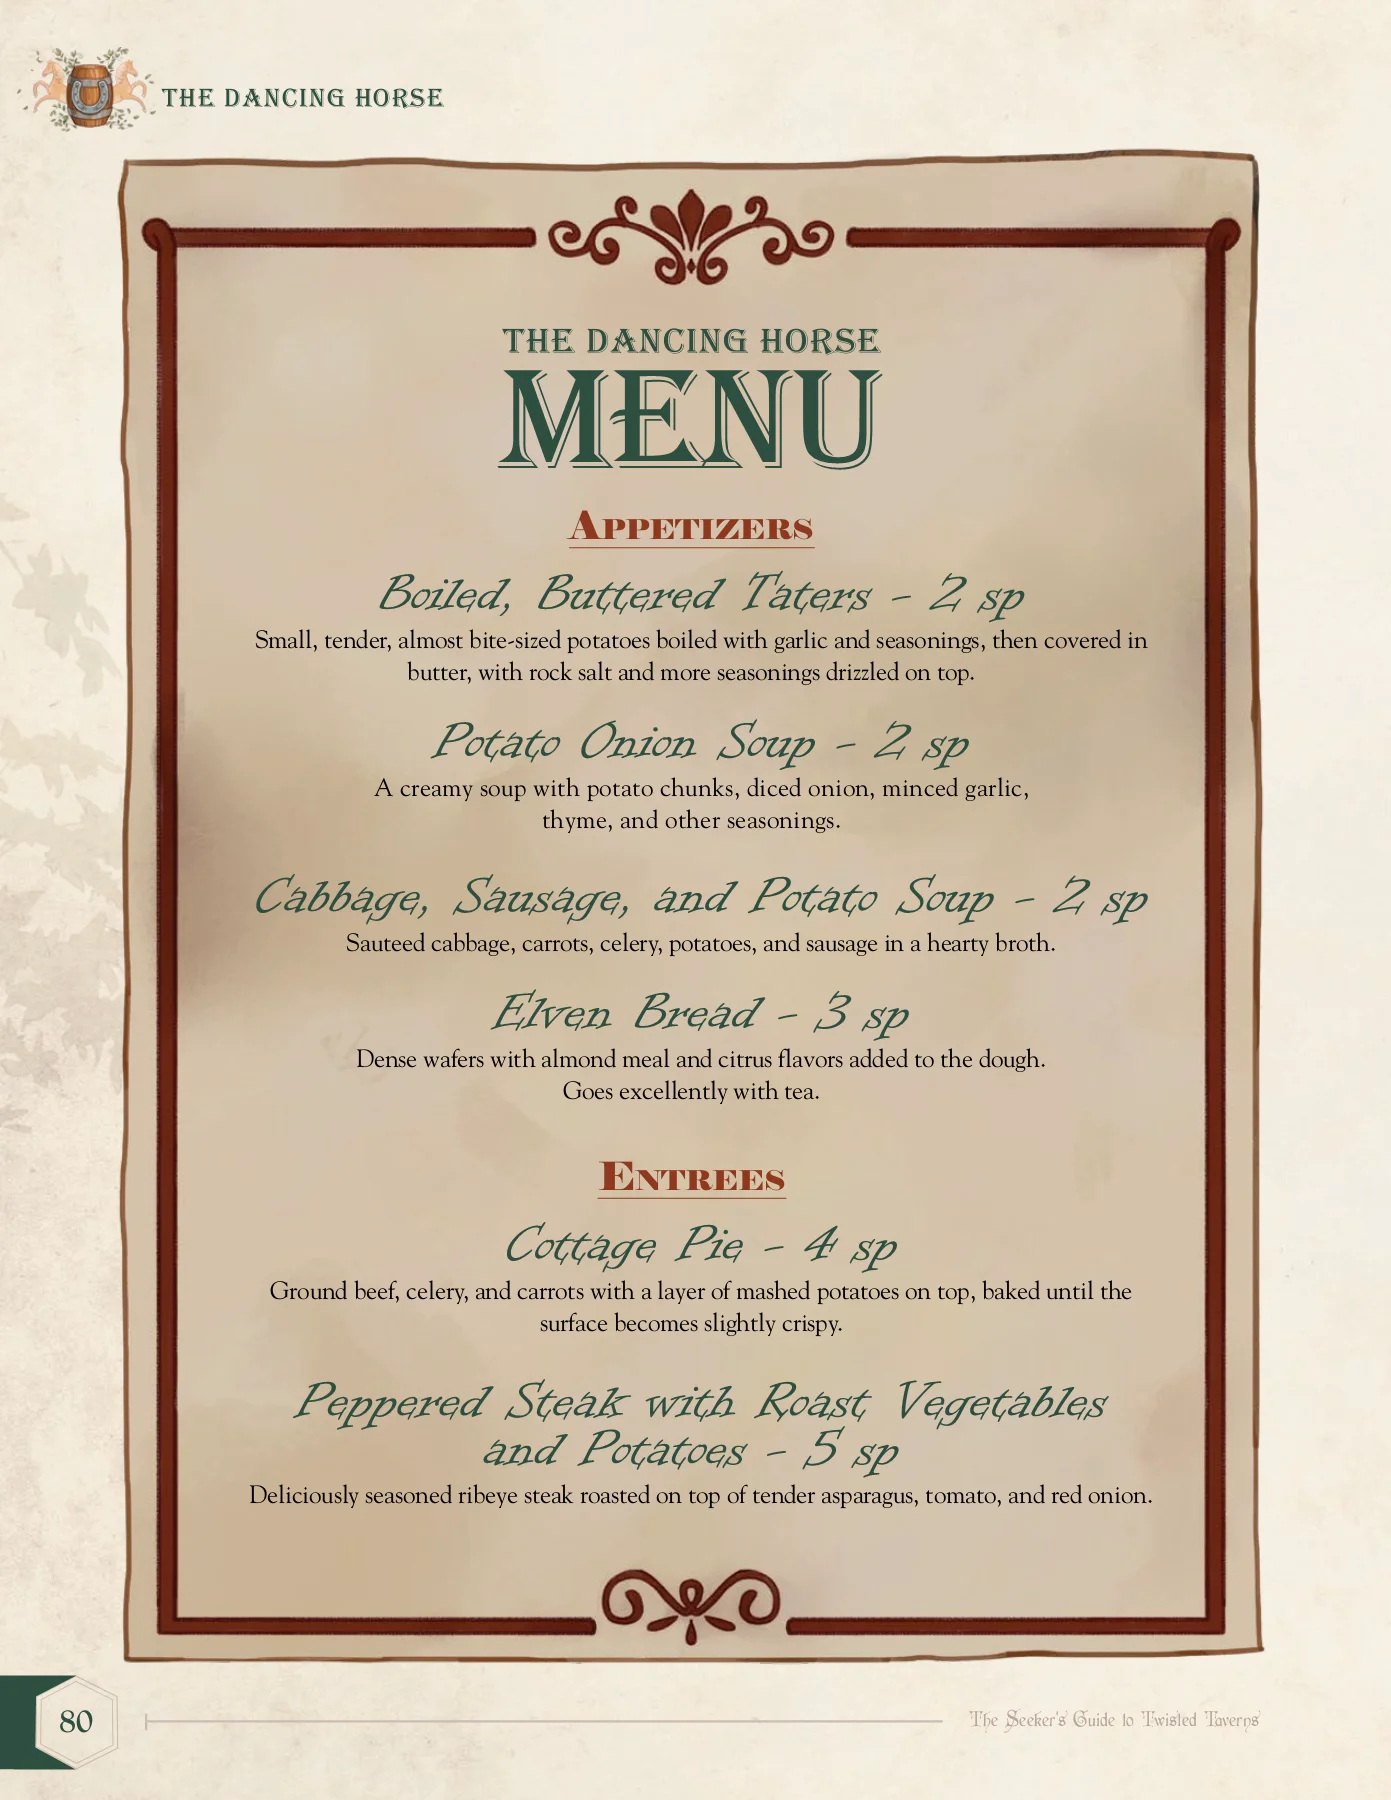 THE DANCING HORSE
THE DANCING HORSE
MENU
APPETIZERS
Boiled, Buttered Taters - 2 sp
Small, tender, almost bite-sized potatoes boiled with garlic and seasonings, then covered in
butter, with rock salt and more seasonings drizzled on top.
Potato Onion Soup - 2 sp
A creamy soup with potato chunks, diced onion, minced garlic,
thyme, and other seasonings.
Cabbage, Sausage, and Potato Soup - 2 sp
Sauteed cabbage, carrots, celery, potatoes, and sausage in a hearty broth.
Elven Bread - 3 sp
Dense wafers with almond meal and citrus flavors added to the dough.
Goes excellently with tea.
ENTREES
Cottage Pie - 4 sp
Ground beef, celery, and carrots with a layer of mashed potatoes on top, baked until the
surface becomes slightly crispy.
Peppered Steak with Roast Vegetables
and Potatoes - 5 sp
Deliciously seasoned ribeye steak roasted on top of tender asparagus, tomato, and red onion.
80
The Seeker's Guide to Twisted Taverns